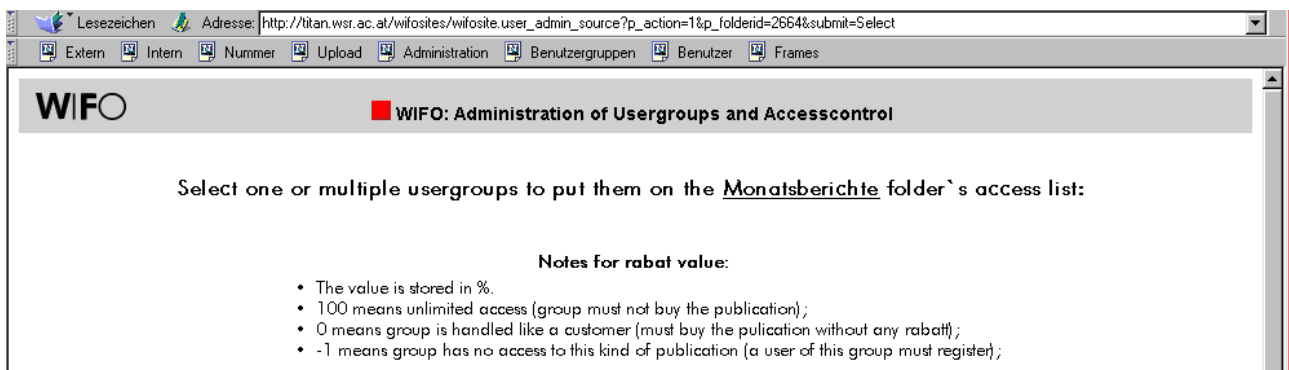 Lesezeichen Adresse: http://titan.wsr.ac.at/wifosites/wifosite.user_admin_source?p_action=1&p_folderid=2664&submit=Select
Extern Intern Nummer Upload Administration Benutzergruppen Benutzer Frames
WIFO WIFO: Administration of Usergroups and Accesscontrol
Select one or multiple usergroups to put them on the Monatsberichte folder`s access list:
Notes for rabat value:
• The value is stored in %.
• 100 means unlimited access (group must not buy the publication);
• 0 means group is handled like a customer (must buy the pulication without any rabatt);
• -1 means group has no access to this kind of publication (a user of this group must register);